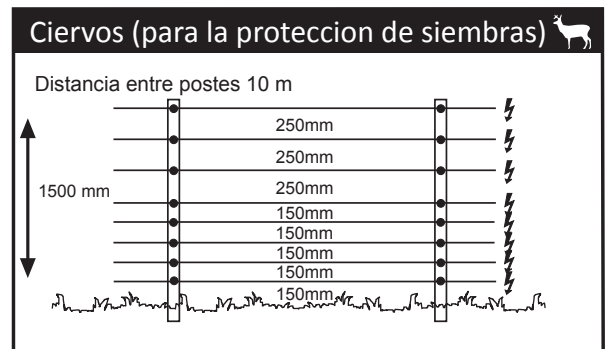 Ciervos (para la proteccion de siembras)
Distancia entre postes 10 m
250mm
250mm
1500 mm
250mm
150mm
150mm
150mm
150mm
150mm